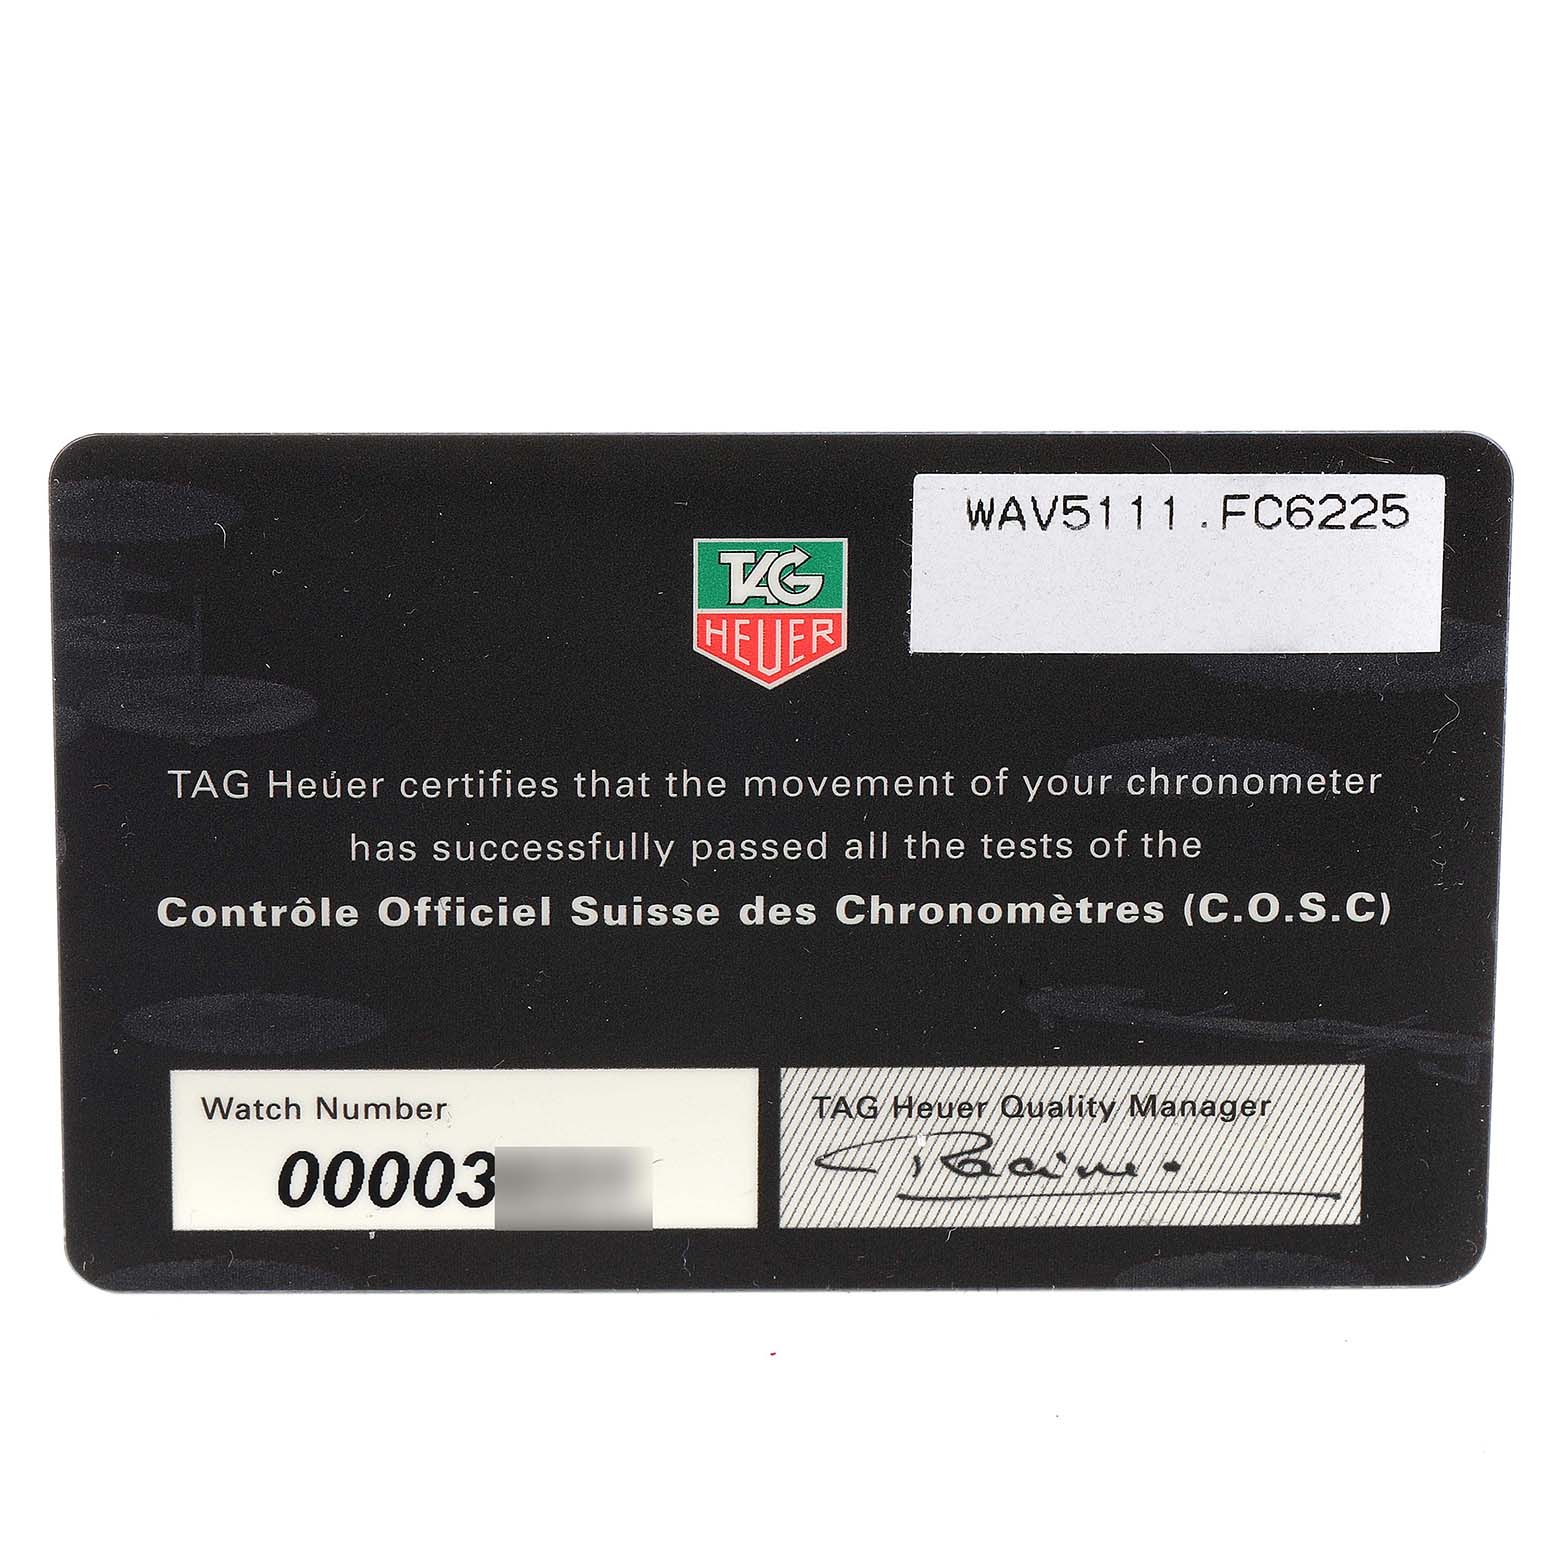 WAV5111.FC6225
TAG
HEUER
TAG Heuer certifies that the movement of your chronometer
has successfully passed all the tests of the
Contrôle Officiel Suisse des Chronomètres (C.O.S.C)
Watch Number
00003
TAG Heuer Quality Manager
Racine.